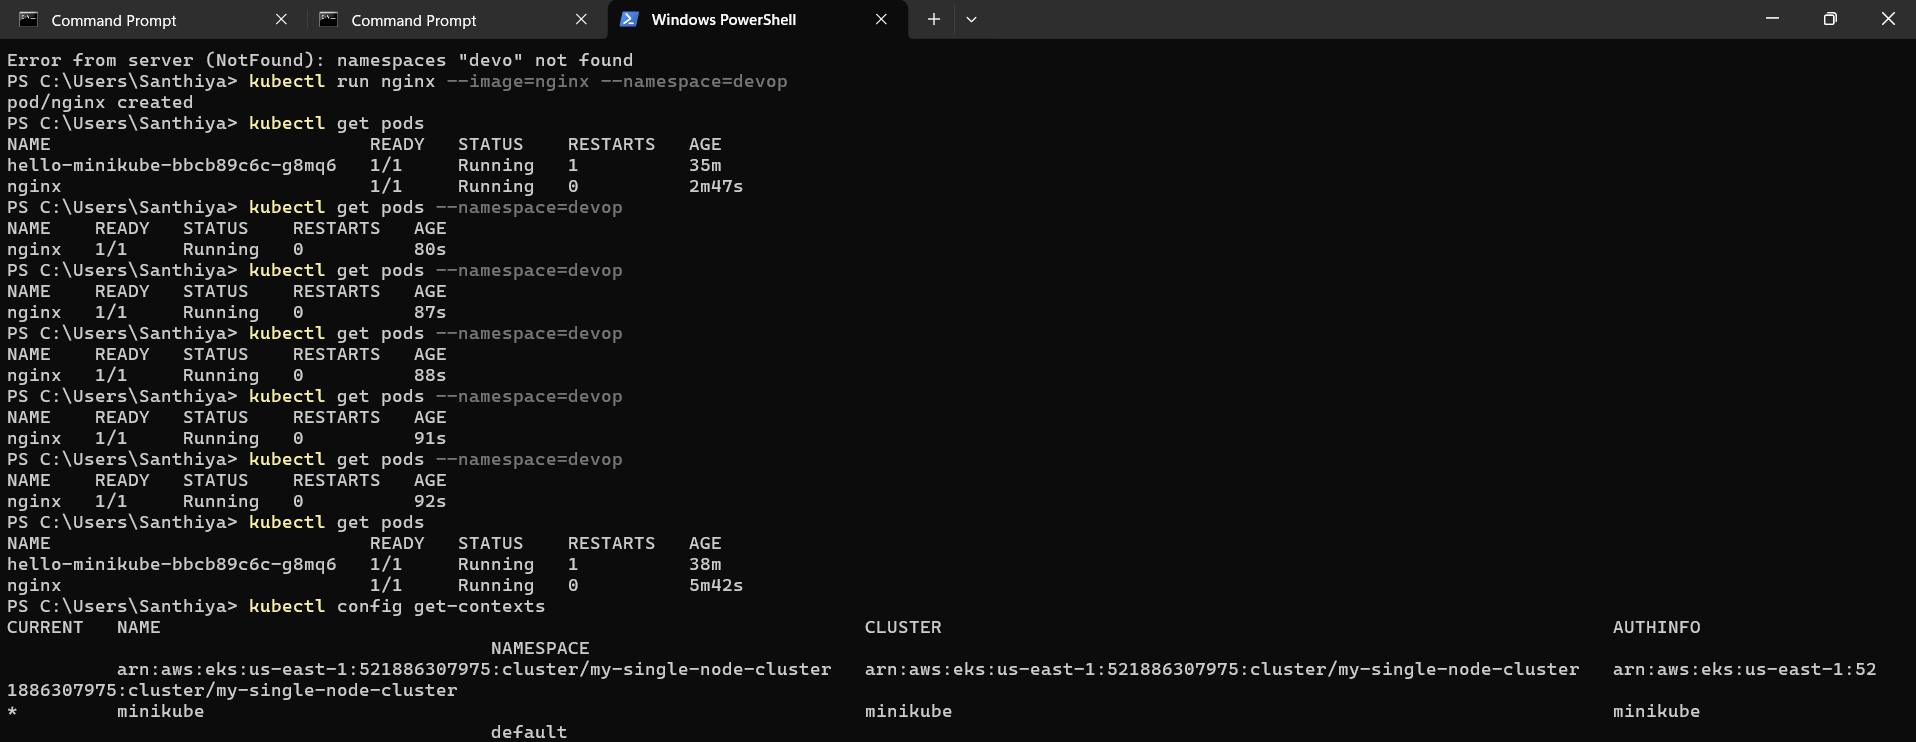 Command Prompt Command Prompt Windows PowerShell
Error from server (NotFound): namespaces "devo" not found
PS C:\Users\Santhiya> kubectl run nginx --image=nginx --namespace=devop
pod/nginx created
PS C:\Users\Santhiya> kubectl get pods
NAME READY STATUS RESTARTS AGE
hello-minikube-bbcb89c6c-g8mq6 1/1 Running 1 35m
nginx 1/1 Running 0 2m47s
PS C:\Users\Santhiya> kubectl get pods --namespace=devop
NAME READY STATUS RESTARTS AGE
nginx 1/1 Running 0 80s
PS C:\Users\Santhiya> kubectl get pods --namespace=devop
NAME READY STATUS RESTARTS AGE
nginx 1/1 Running 0 87s
PS C:\Users\Santhiya> kubectl get pods --namespace=devop
NAME READY STATUS RESTARTS AGE
nginx 1/1 Running 0 88s
PS C:\Users\Santhiya> kubectl get pods --namespace=devop
NAME READY STATUS RESTARTS AGE
nginx 1/1 Running 0 91s
PS C:\Users\Santhiya> kubectl get pods --namespace=devop
NAME READY STATUS RESTARTS AGE
nginx 1/1 Running 0 92s
PS C:\Users\Santhiya> kubectl get pods
NAME READY STATUS RESTARTS AGE
hello-minikube-bbcb89c6c-g8mq6 1/1 Running 1 38m
nginx 1/1 Running 0 5m42s
PS C:\Users\Santhiya> kubectl config get-contexts
CURRENT NAME CLUSTER AUTHINFO
NAMESPACE
arn:aws:eks:us-east-1:521886307975:cluster/my-single-node-cluster arn:aws:eks:us-east-1:521886307975:cluster/my-single-node-cluster arn:aws:eks:us-east-1:52
1886307975:cluster/my-single-node-cluster
* minikube minikube minikube
default